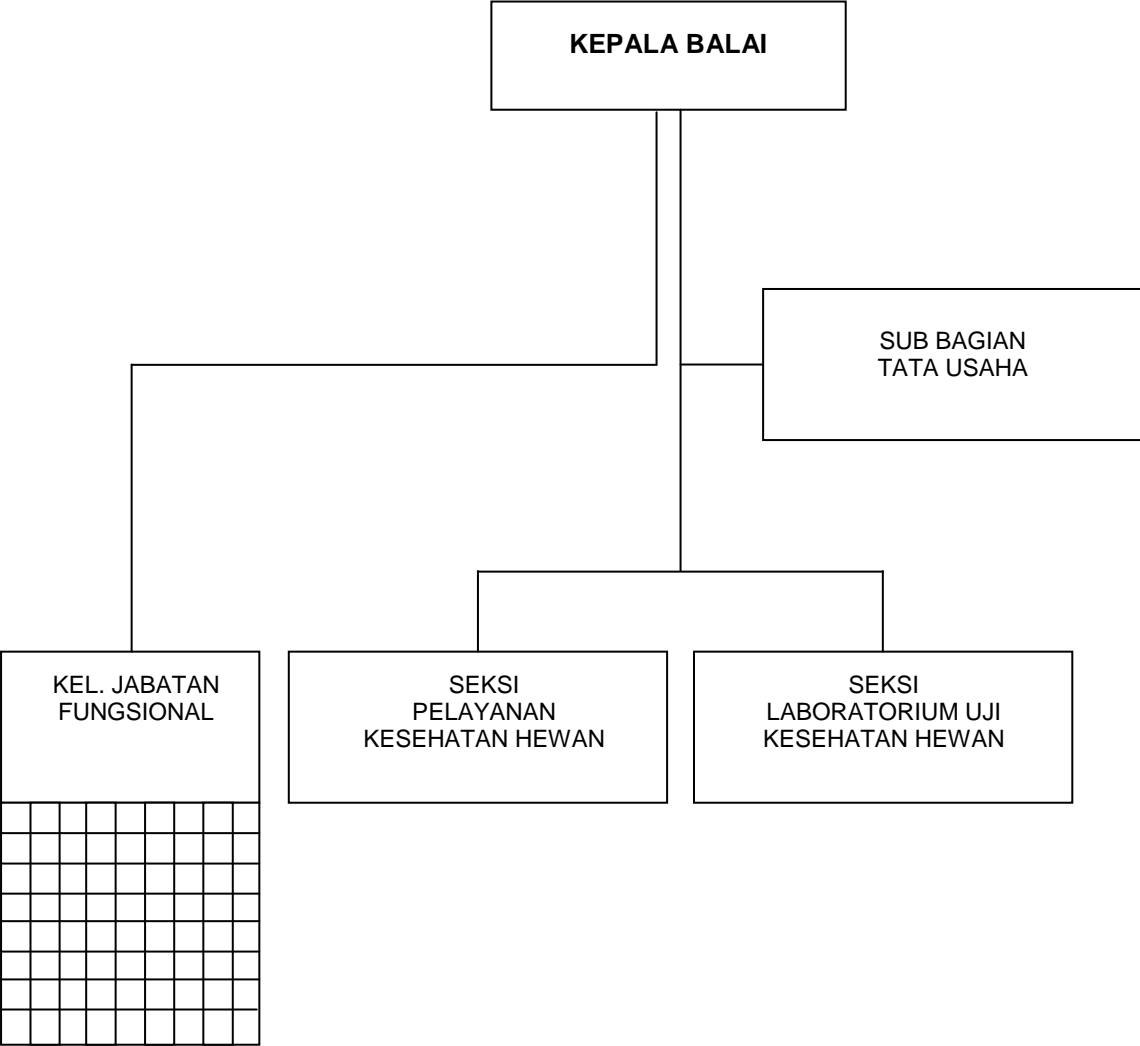 KEPALA BALAI
SUB BAGIAN
TATA USAHA
KEL. JABATAN
FUNGSIONAL
SEKSI
PELAYANAN
KESEHATAN HEWAN
SEKSI
LABORATORIUM UJI
KESEHATAN HEWAN